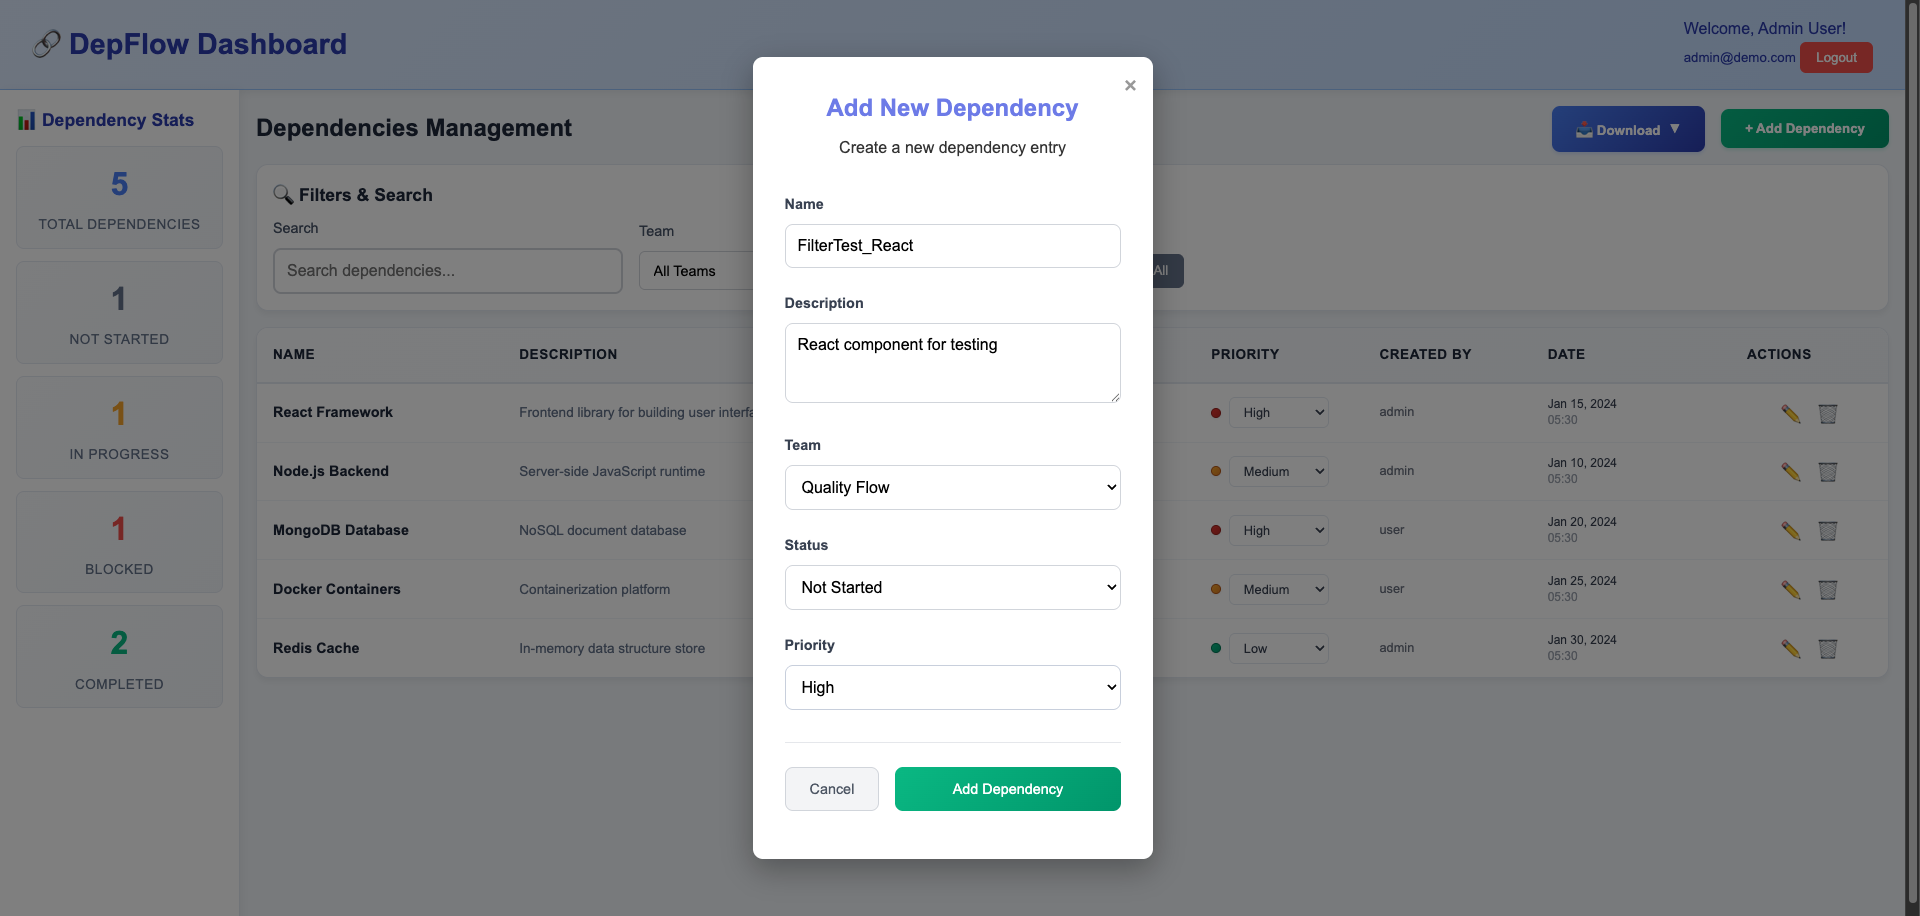 DepFlow Dashboard
Welcome, Admin User!
admin@demo.com Logout
Dependency Stats
5
TOTAL DEPENDENCIES
1
NOT STARTED
1
IN PROGRESS
1
BLOCKED
2
COMPLETED
Dependencies Management
Download ▼
+ Add Dependency
Filters & Search
Search
Search dependencies...
Team
All Teams
All
NAME DESCRIPTION PRIORITY CREATED BY DATE ACTIONS
React Framework Frontend library for building user High admin Jan 15, 2024
05:30
Node.js Backend Server-side JavaScript runtime Medium admin Jan 10, 2024
05:30
MongoDB Database NoSQL document database High user Jan 20, 2024
05:30
Docker Containers Containerization platform Medium user Jan 25, 2024
05:30
Redis Cache In-memory data structure store Low admin Jan 30, 2024
05:30
×
Add New Dependency
Create a new dependency entry
Name
FilterTest_React
Description
React component for testing
Team
Quality Flow
Status
Not Started
Priority
High
Cancel
Add Dependency